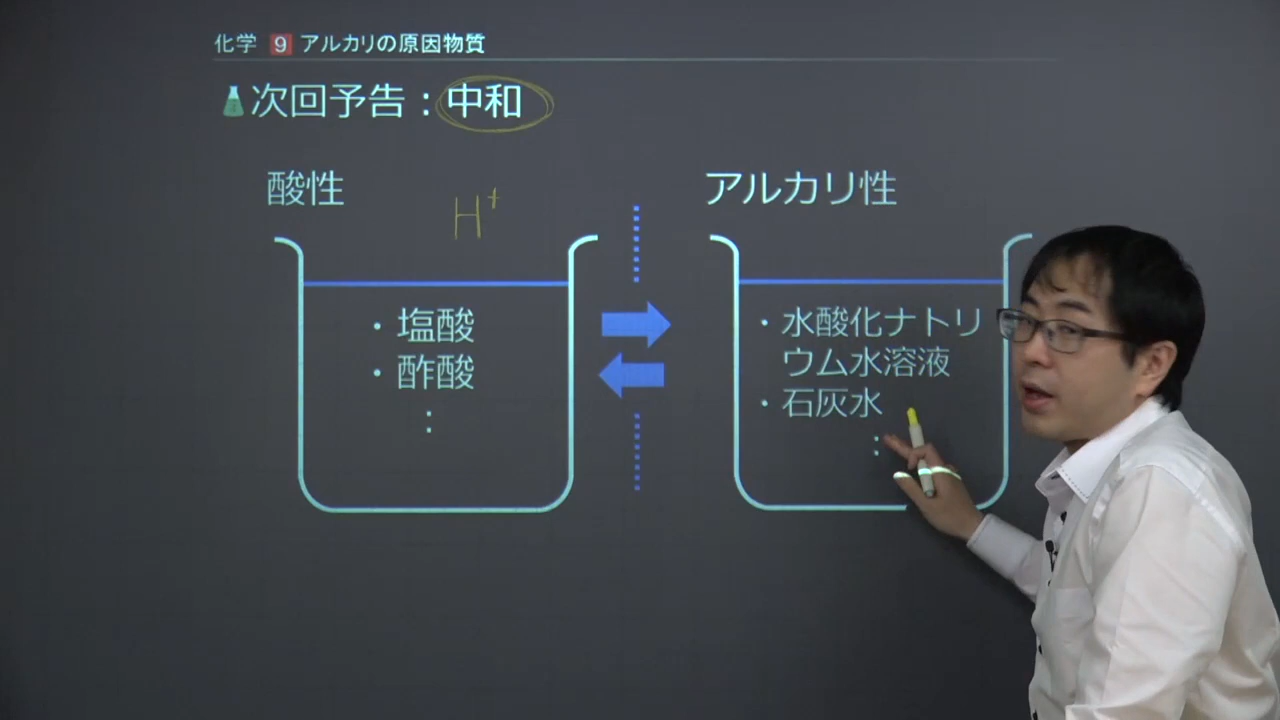 化学 9 アルカリの原因物質
次回予告：中和
酸性
H⁺
・塩酸
・酢酸
：
アルカリ性
・水酸化ナトリ
ウム水溶液
・石灰水
：